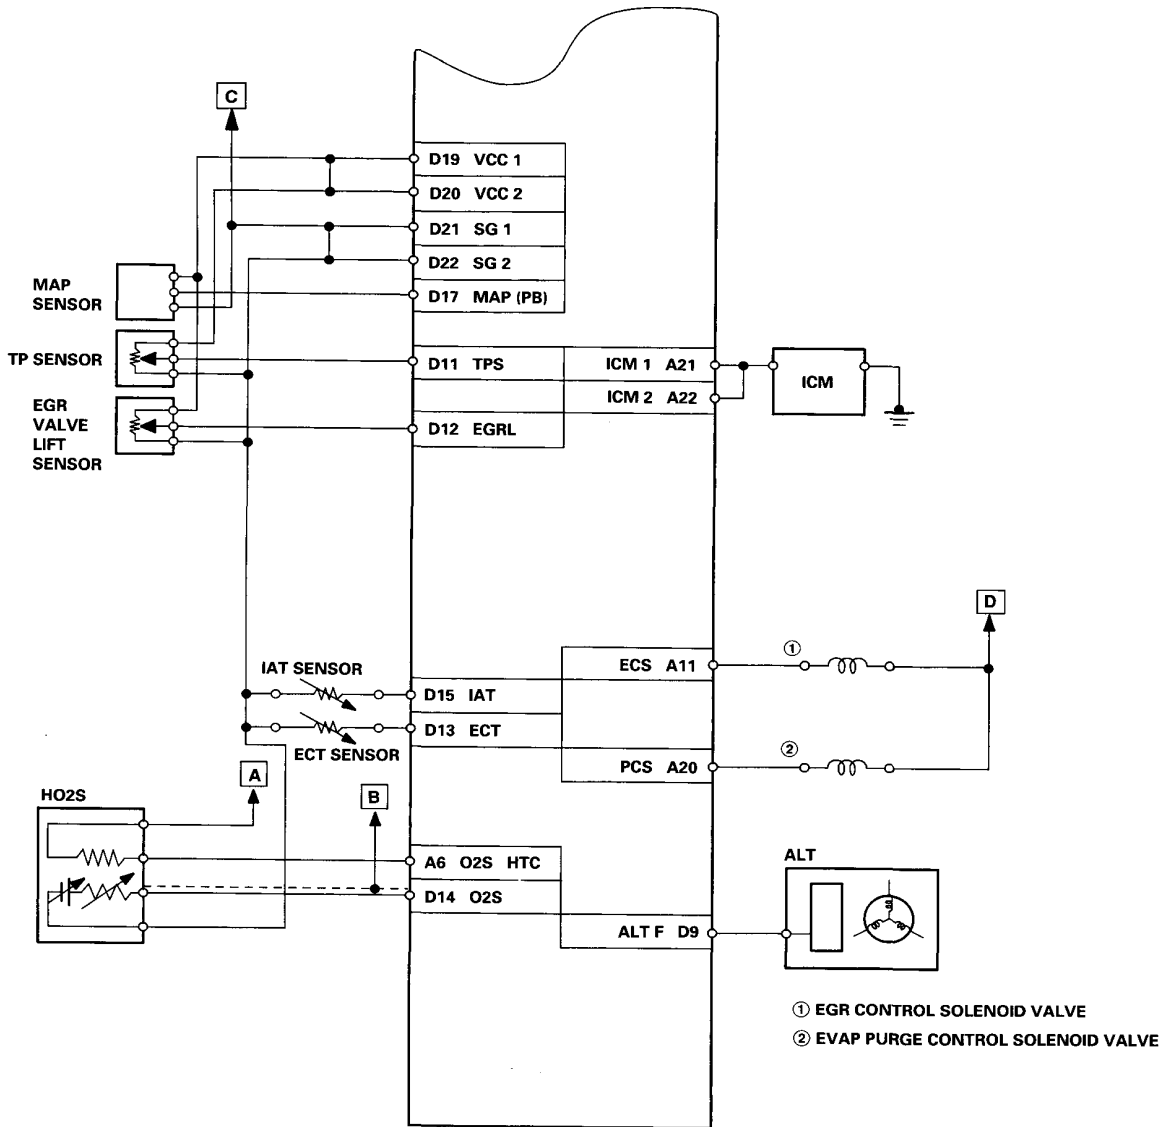 C
D19 VCC 1
D20 VCC 2
D21 SG 1
D22 SG 2
D17 MAP (PB)
MAP
SENSOR
TP SENSOR
D11 TPS
ICM 1 A21
ICM 2 A22
ICM
EGR
VALVE
LIFT
SENSOR
D12 EGRL
D
①
ECS A11
IAT SENSOR
D15 IAT
D13 ECT
ECT SENSOR
②
PCS A20
A
B
HO2S
A6 O2S HTC
D14 O2S
ALT
ALT F D9
① EGR CONTROL SOLENOID VALVE
② EVAP PURGE CONTROL SOLENOID VALVE